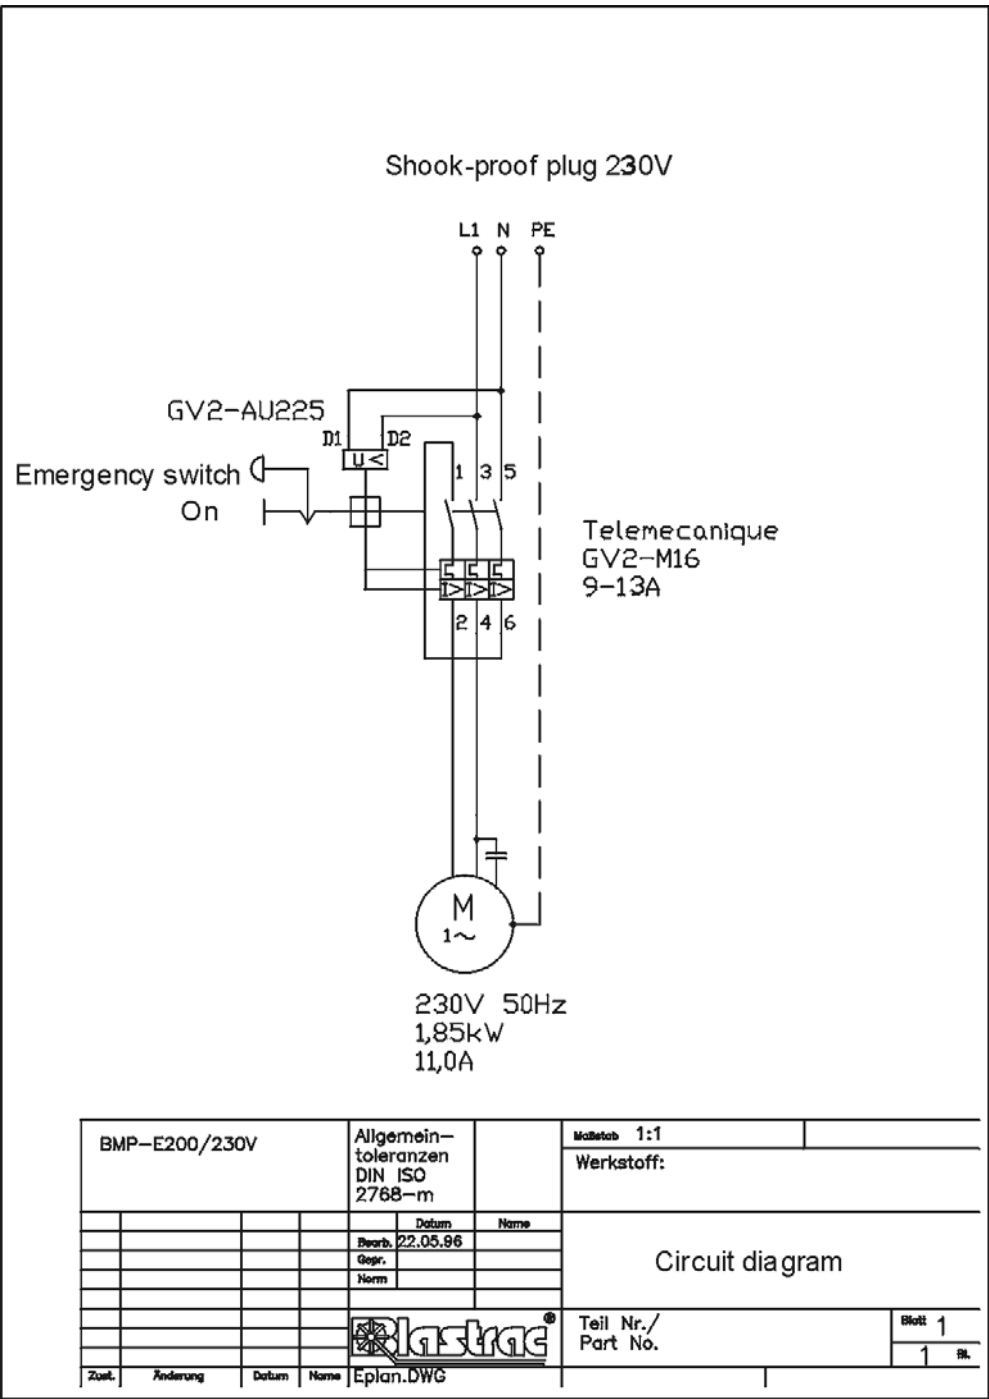 Shook-proof plug 230V
L1 N PE
GV2-AU225
D1 D2
U<
Emergency switch
On
1 3 5
Telemecanique
GV2-M16
9-13A
I> I> I>
2 4 6
M
1~
230V 50Hz
1,85kW
11,0A
BMP-E200/230V
Allgemein-
toleranzen
DIN ISO
2768-m
Maßstab 1:1
Werkstoff:
Datum Name
Bearb. 22.05.96
Gepr.
Norm
Circuit diagram
Blastrac®
Teil Nr./
Part No.
Blatt 1
1 Bl.
Zust. Änderung Datum Name Eplan.DWG